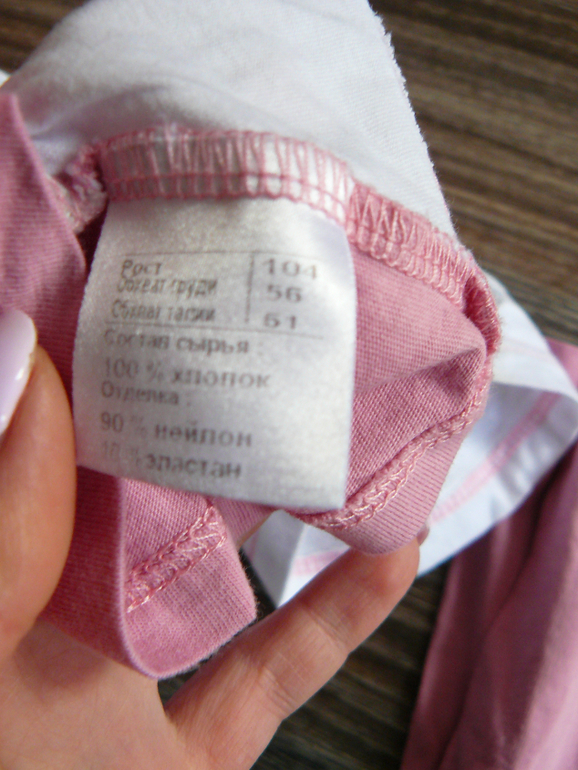 Рост 104
Обхват груди 56
Обхват талии 51
Состав сырья
100 % хлопок
Отделка :
90 % нейлон
10 % эластан